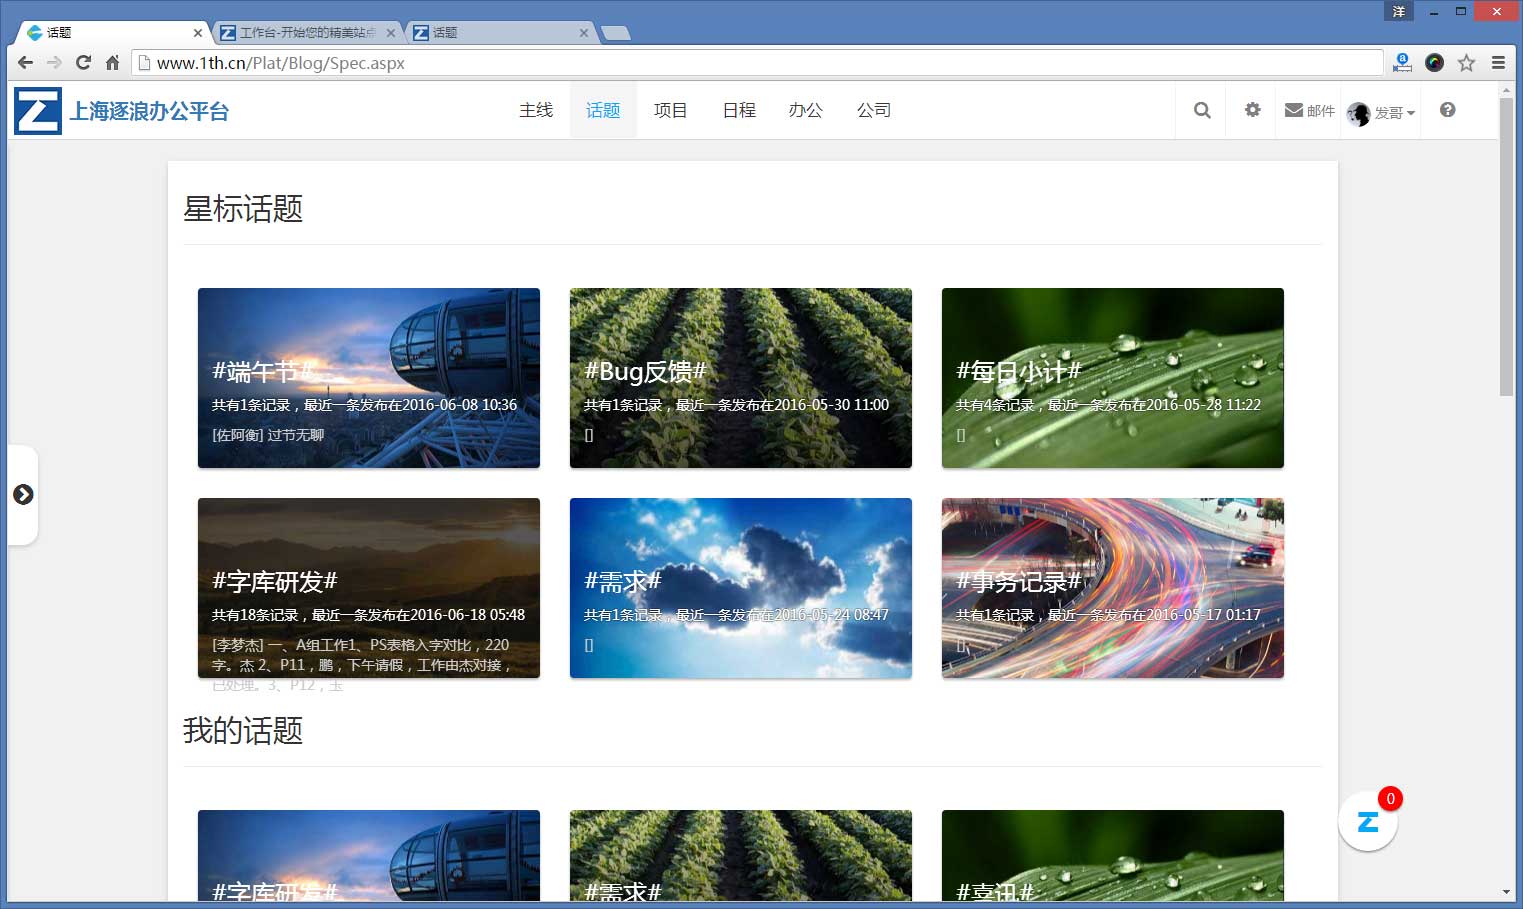 洋
话题
工作台-开始您的精美站点
话题
www.1th.cn/Plat/Blog/Spec.aspx
上海逐浪办公平台
主线
话题
项目
日程
办公
公司
邮件
发哥
星标话题
#端午节#
共有1条记录，最近一条发布在2016-06-08 10:36
[佐阿衡] 过节无聊
#Bug反馈#
共有1条记录，最近一条发布在2016-05-30 11:00
[]
#每日小计#
共有4条记录，最近一条发布在2016-05-28 11:22
[]
#字库研发#
共有18条记录，最近一条发布在2016-06-18 05:48
[李梦杰] 一、A组工作1、PS表格入字对比，220
字。杰 2、P11，鹏，下午请假，工作由杰对接，
已处理。3、P12，玉
#需求#
共有1条记录，最近一条发布在2016-05-24 08:47
[]
#事务记录#
共有1条记录，最近一条发布在2016-05-17 01:17
[]
我的话题
0
#字库研发#
#需求#
#喜讯#